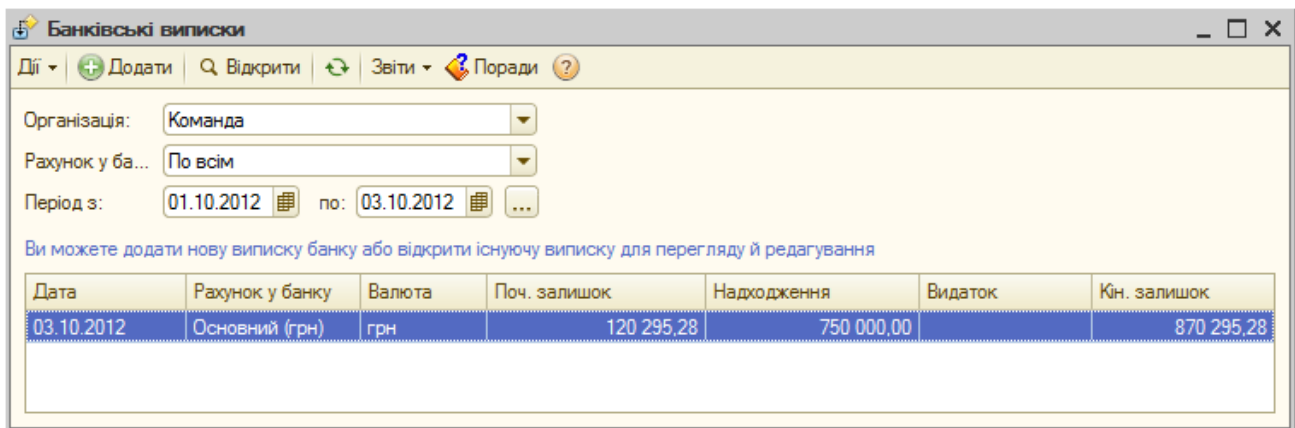 Банківські виписки
Дії Додати Відкрити Звіти Поради
Організація: Команда
Рахунок у ба... По всім
Період з: 01.10.2012 по: 03.10.2012 ...
Ви можете додати нову виписку банку або відкрити існуючу виписку для перегляду й редагування
Дата Рахунок у банку Валюта Поч. залишок Надходження Видаток Кін. залишок
03.10.2012 Основний (грн) грн 120 295,28 750 000,00 870 295,28